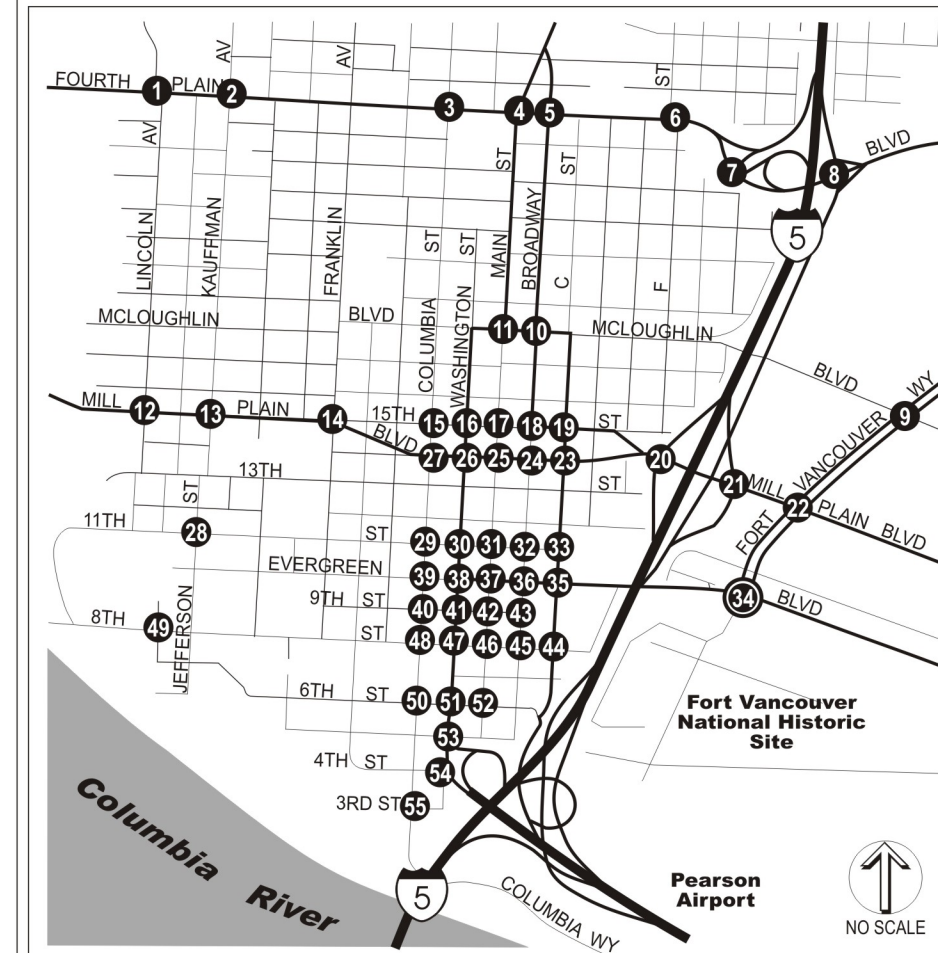 FOURTH
PLAIN
AV
AV
ST
1
2
3
4
5
6
7
8
BLVD
AV
ST
ST
5
LINCOLN
KAUFFMAN
FRANKLIN
COLUMBIA
ST
WASHINGTON
ST
MAIN
BROADWAY
C
F
MCLOUGHLIN
BLVD
11
10
MCLOUGHLIN
BLVD
WY
9
MILL
12
13
PLAIN
14
15TH
15
16
17
18
19
ST
VANCOUVER
BLVD
27
26
25
24
23
20
21
MILL
22
PLAIN
BLVD
13TH
ST
FORT
11TH
ST
28
ST
29
30
31
32
33
EVERGREEN
39
38
37
36
35
34
BLVD
9TH
ST
40
41
42
43
8TH
49
JEFFERSON
ST
48
47
46
45
44
6TH
ST
50
51
52
Fort Vancouver
National Historic
Site
53
4TH
ST
54
3RD ST
55
Columbia
River
5
COLUMBIA WY
Pearson
Airport
NO SCALE